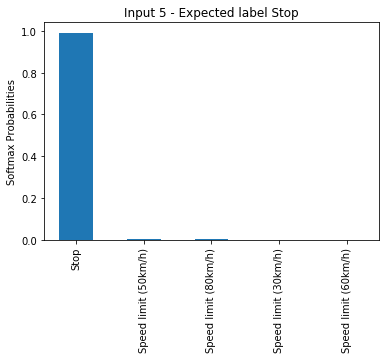 Input 5 - Expected label Stop
Softmax Probabilities
1.0
0.8
0.6
0.4
0.2
0.0
Stop
Speed limit (50km/h)
Speed limit (80km/h)
Speed limit (30km/h)
Speed limit (60km/h)